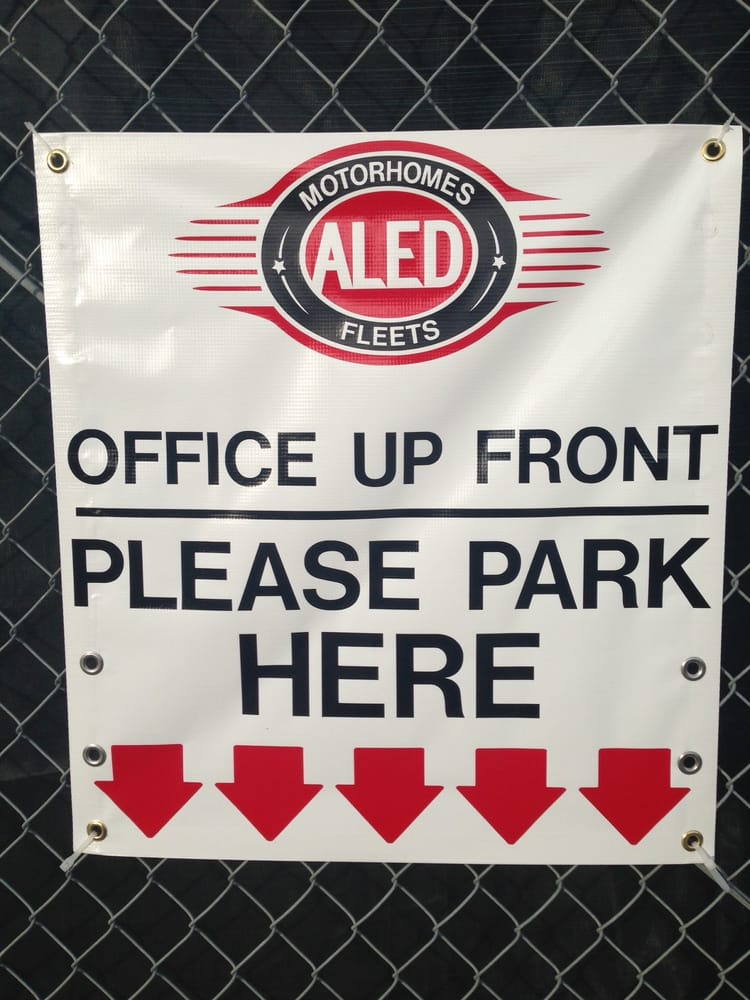 MOTORHOMES
ALED
FLEETS
OFFICE UP FRONT
PLEASE PARK
HERE